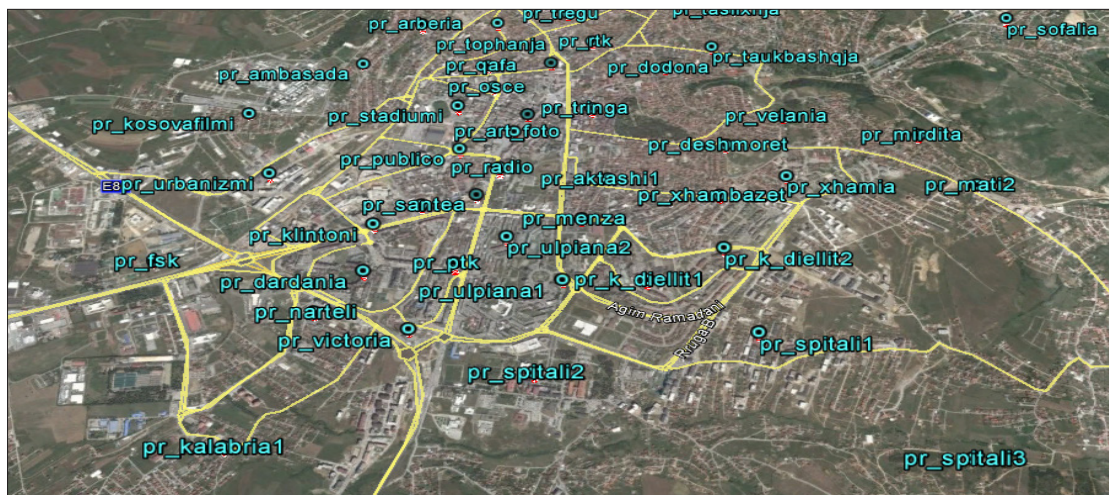 pr_tregu
pr_taslixhja
pr_arberia
pr_sofalia
pr_tophanja
pr_rtk
pr_taukbashqja
pr_qafa
pr_dodona
pr_ambasada
pr_osce
pr_tringa
pr_stadiumi
pr_velania
pr_kosovafilmi
pr_arto_foto
pr_mirdita
pr_deshmoret
pr_publico
pr_radio
pr_aktashi1
E8
pr_urbanizmi
pr_xhambazet
pr_xhamia
pr_mati2
pr_santea
pr_menza
pr_klintoni
pr_ulpiana2
pr_k_diellit2
pr_fsk
pr_ptk
pr_dardania
pr_ulpiana1
pr_k_diellit1
Agim Ramadani
pr_narteli
Rruga B
pr_victoria
pr_spitali1
pr_spitali2
pr_kalabria1
pr_spitali3